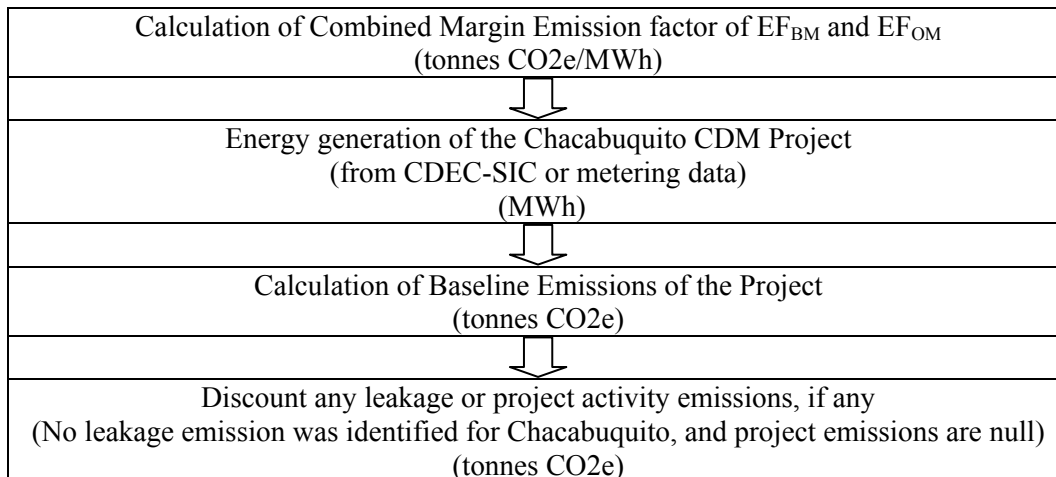 Calculation of Combined Margin Emission factor of EF_BM and EF_OM
(tonnes CO2e/MWh)
Energy generation of the Chacabuquito CDM Project
(from CDEC-SIC or metering data)
(MWh)
Calculation of Baseline Emissions of the Project
(tonnes CO2e)
Discount any leakage or project activity emissions, if any
(No leakage emission was identified for Chacabuquito, and project emissions are null)
(tonnes CO2e)